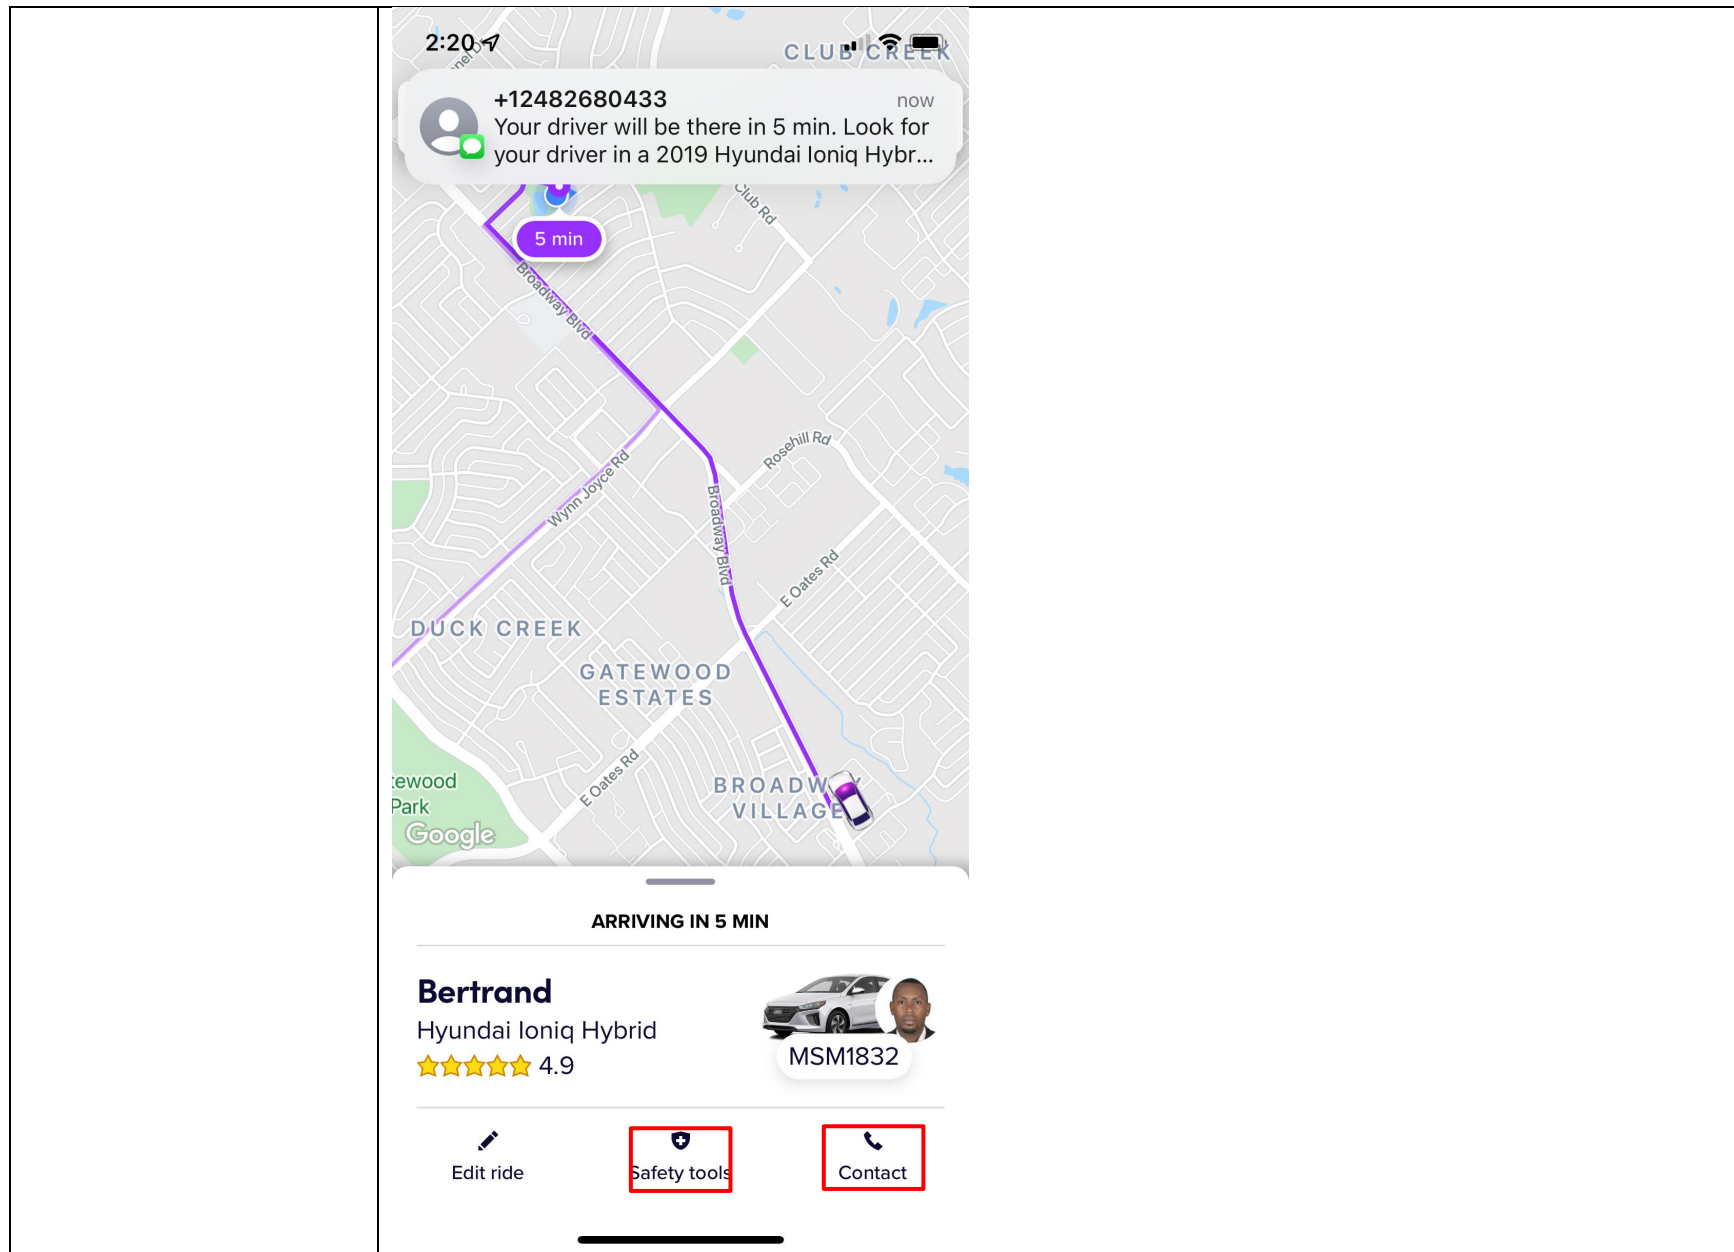 2:20
CLUB CREEK
+12482680433
now
Your driver will be there in 5 min. Look for
your driver in a 2019 Hyundai Ioniq Hybr...
Club Rd
5 min
Broadway Blvd
Rosehill Rd
Wynn Joyce Rd
Broadway Blvd
E Oates Rd
DUCK CREEK
GATEWOOD
ESTATES
E Oates Rd
BROADW
VILLAGE
tewood
Park
Google
ARRIVING IN 5 MIN
Bertrand
Hyundai Ioniq Hybrid
4.9
MSM1832
Edit ride
Safety tools
Contact